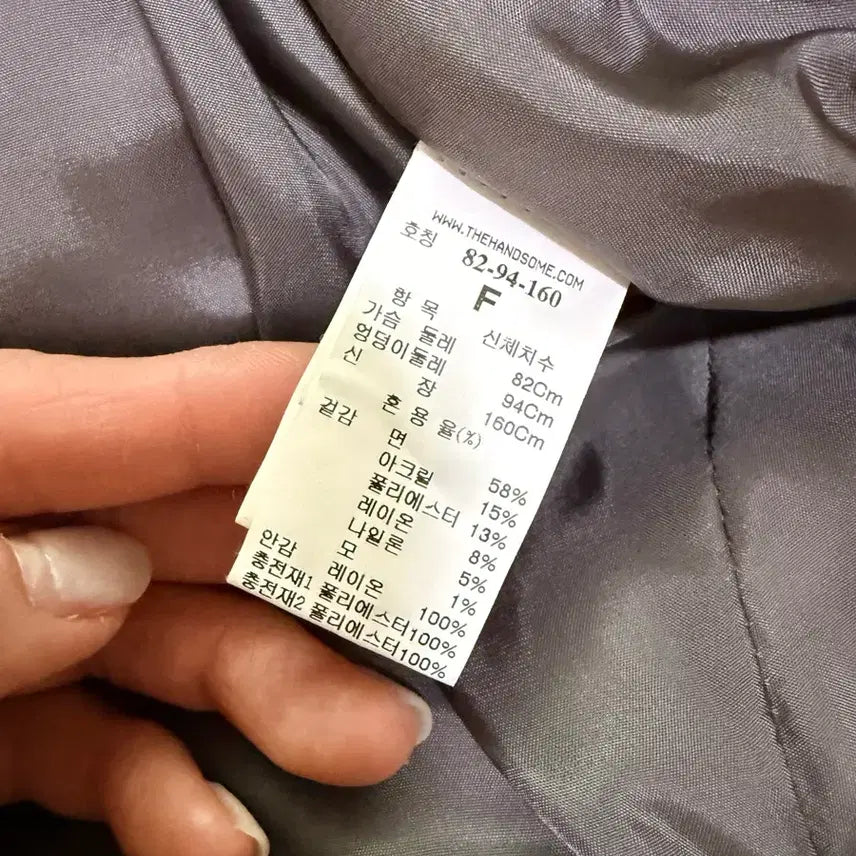 WWW.THEHANDSOME.COM
호칭 82-94-160
F
항 목 신체치수
가슴 둘레 82Cm
엉덩이둘레 94Cm
신 장 160Cm
혼 용 율(%)
겉감 면 58%
아크릴 15%
폴리에스터 13%
레이온 8%
나일론 5%
모 1%
안감 레이온 100%
충전재1 폴리에스터100%
충전재2 폴리에스터100%